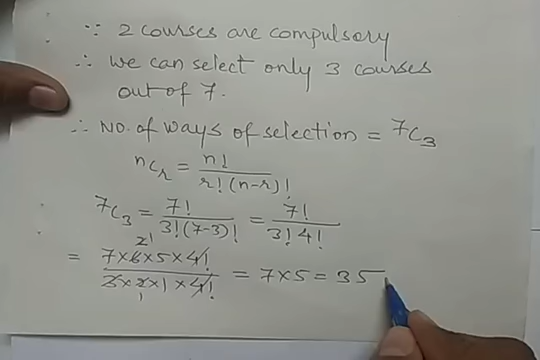 ∵ 2 courses are compulsory
∴ we can select only 3 courses
out of 7.
∴ No. of ways of selection = ⁷C₃
ⁿCᵣ = n! / r!(n-r)!
⁷C₃ = 7! / 3!(7-3)! = 7! / 3! 4!
= 7×6×5×4! / 3×2×1×4! = 7×5 = 35